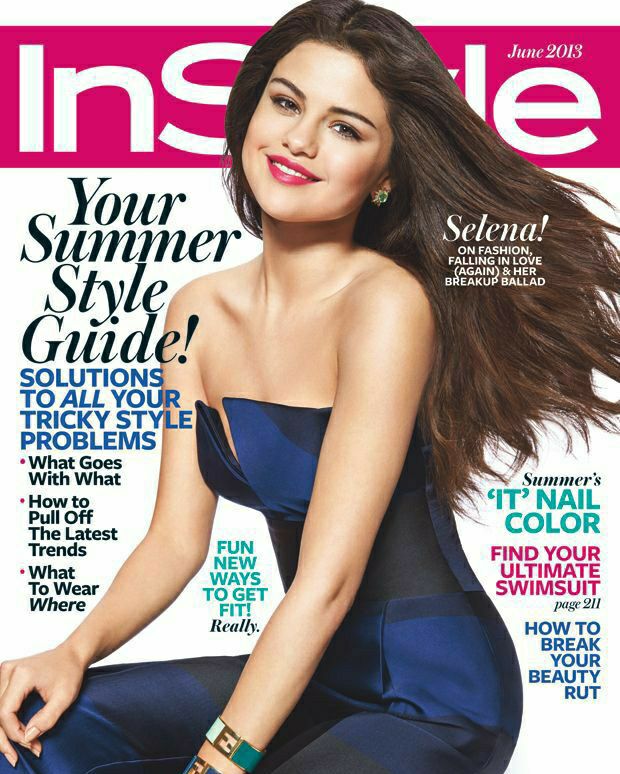 InStyle
June 2013
Your
Summer
Style
Guide!
SOLUTIONS
TO ALL YOUR
TRICKY STYLE
PROBLEMS
• What Goes
With What
• How to
Pull Off
The Latest
Trends
• What
To Wear
Where
FUN
NEW
WAYS
TO GET
FIT!
Really.
Selena!
ON FASHION,
FALLING IN LOVE
(AGAIN) & HER
BREAKUP BALLAD
Summer's
'IT' NAIL
COLOR
FIND YOUR
ULTIMATE
SWIMSUIT
page 211
HOW TO
BREAK
YOUR
BEAUTY
RUT